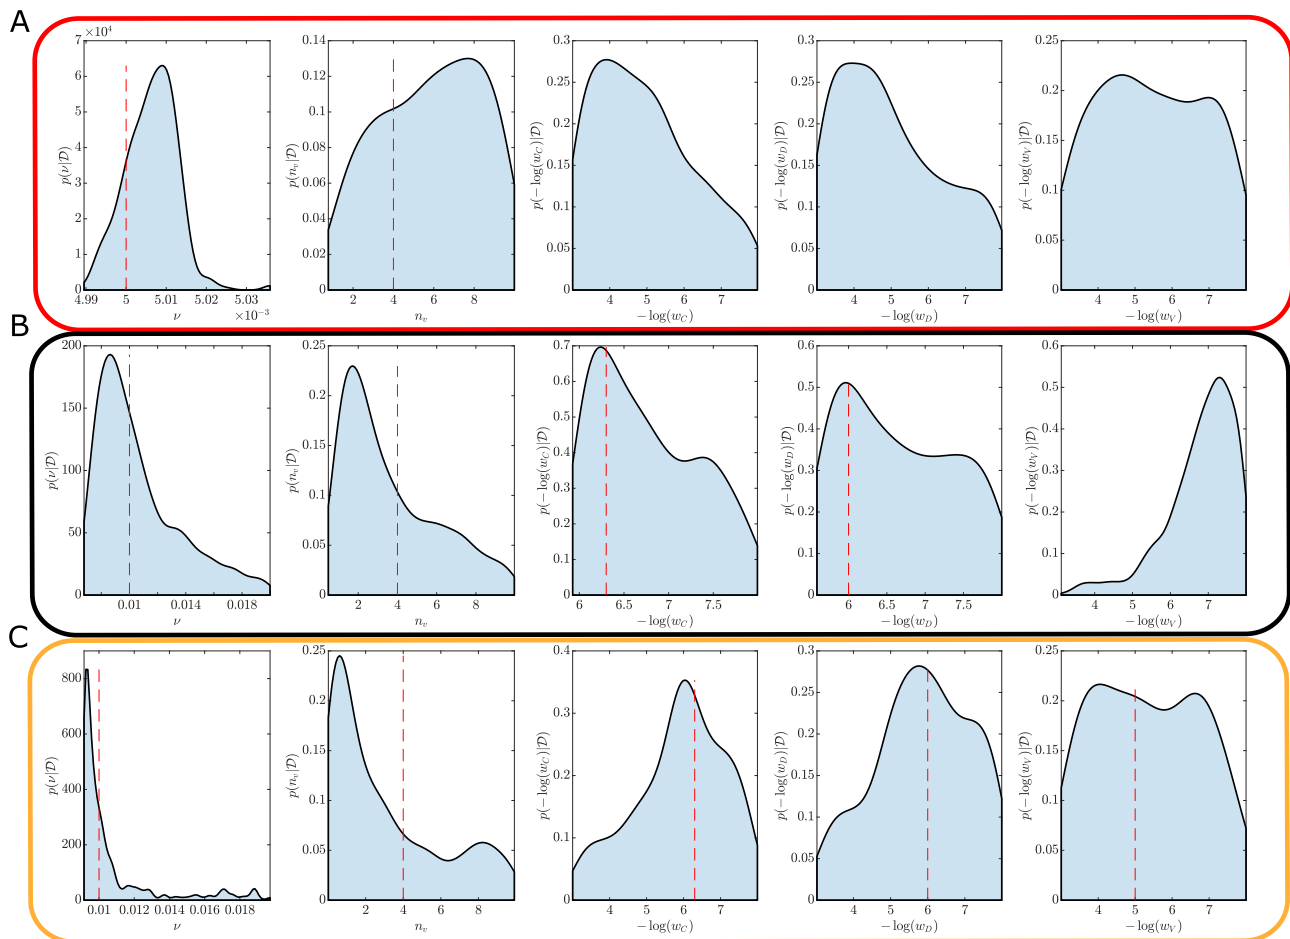 A
×10⁴
7
6
5
4
3
2
1
0
4.99 5 5.01 5.02 5.03
×10⁻³
ν
p(ν|𝒟)
0.14
0.12
0.1
0.08
0.06
0.04
0.02
0
2 4 6 8
n_v
p(n_v|𝒟)
0.3
0.25
0.2
0.15
0.1
0.05
0
4 5 6 7
−log(w_C)
p(−log(w_C)|𝒟)
0.3
0.25
0.2
0.15
0.1
0.05
0
4 5 6 7
−log(w_D)
p(−log(w_D)|𝒟)
0.25
0.2
0.15
0.1
0.05
0
4 5 6 7
−log(w_V)
p(−log(w_V)|𝒟)
B
200
150
100
50
0
0.01 0.014 0.018
ν
p(ν|𝒟)
0.25
0.2
0.15
0.1
0.05
0
2 4 6 8
n_v
p(n_v|𝒟)
0.7
0.6
0.5
0.4
0.3
0.2
0.1
0
6 6.5 7 7.5
−log(w_C)
p(−log(w_C)|𝒟)
0.6
0.5
0.4
0.3
0.2
0.1
0
6 6.5 7 7.5
−log(w_D)
p(−log(w_D)|𝒟)
0.6
0.5
0.4
0.3
0.2
0.1
0
4 5 6 7
−log(w_V)
p(−log(w_V)|𝒟)
C
800
600
400
200
0
0.01 0.012 0.014 0.016 0.018
ν
p(ν|𝒟)
0.25
0.2
0.15
0.1
0.05
0
2 4 6 8
n_v
p(n_v|𝒟)
0.4
0.3
0.2
0.1
0
4 5 6 7
−log(w_C)
p(−log(w_C)|𝒟)
0.3
0.25
0.2
0.15
0.1
0.05
0
4 5 6 7
−log(w_D)
p(−log(w_D)|𝒟)
0.25
0.2
0.15
0.1
0.05
0
4 5 6 7
−log(w_V)
p(−log(w_V)|𝒟)